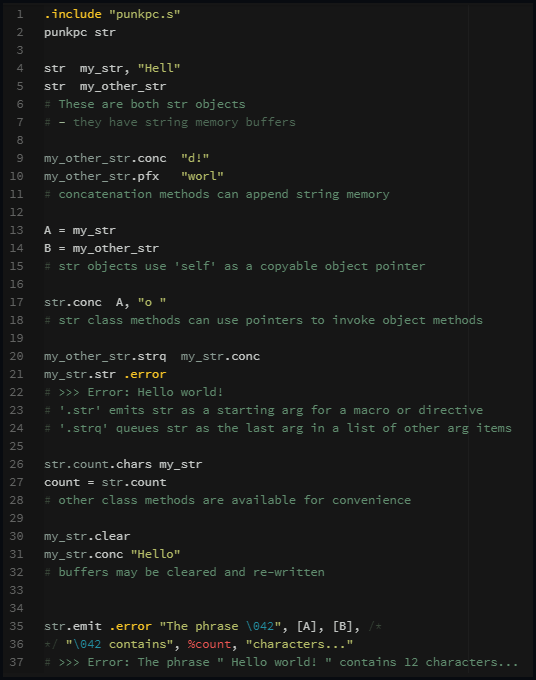 1 .include "punkpc.s"
2 punkpc str
3
4 str  my_str, "Hell"
5 str  my_other_str
6 # These are both str objects
7 # - they have string memory buffers
8
9 my_other_str.conc  "d!"
10 my_other_str.pfx   "worl"
11 # concatenation methods can append string memory
12
13 A = my_str
14 B = my_other_str
15 # str objects use 'self' as a copyable object pointer
16
17 str.conc  A, "o "
18 # str class methods can use pointers to invoke object methods
19
20 my_other_str.strq  my_str.conc
21 my_str.str .error
22 # >>> Error: Hello world!
23 # '.str' emits str as a starting arg for a macro or directive
24 # '.strq' queues str as the last arg in a list of other arg items
25
26 str.count.chars my_str
27 count = str.count
28 # other class methods are available for convenience
29
30 my_str.clear
31 my_str.conc "Hello"
32 # buffers may be cleared and re-written
33
34
35 str.emit .error "The phrase \042", [A], [B], /*
36 */ "\042 contains", %count, "characters..."
37 # >>> Error: The phrase " Hello world! " contains 12 characters...